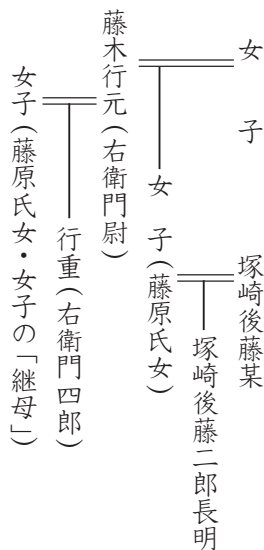 女子
塚崎後藤某
塚崎後藤二郎長明
女子(藤原氏女)
藤木行元(右衛門尉)
行重(右衛門四郎)
女子(藤原氏女・女子の「継母」)